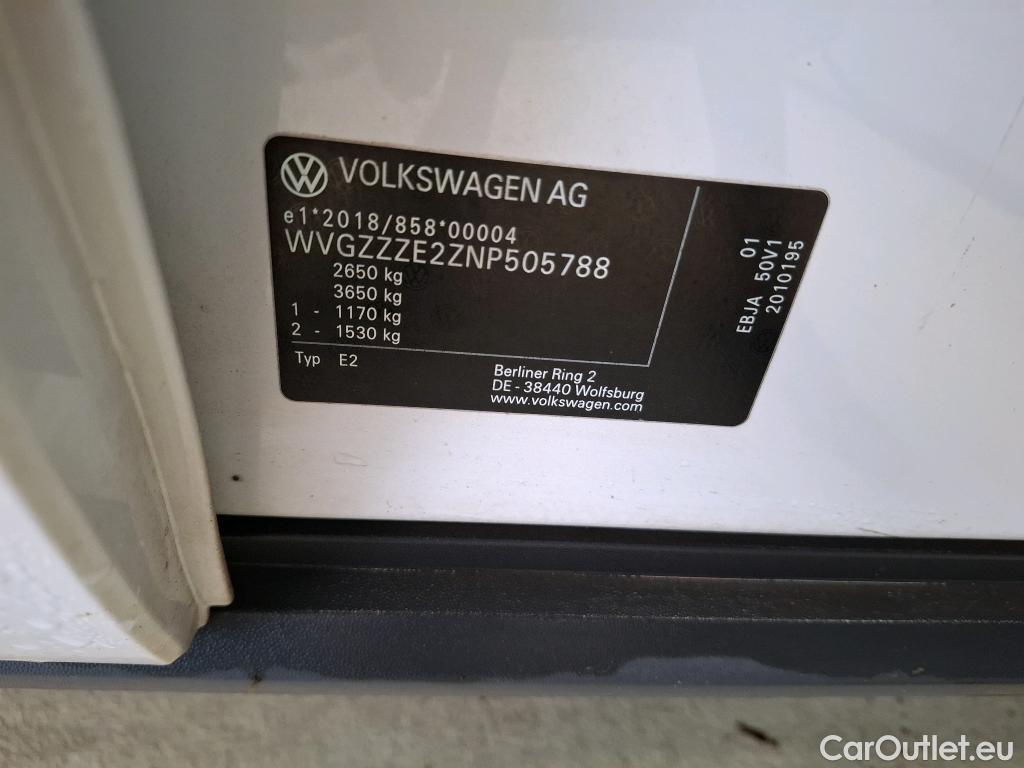 VOLKSWAGEN AG
e1*2018/858*00004
WVGZZZE2ZNP505788
2650 kg
3650 kg
1 - 1170 kg
2 - 1530 kg
Typ E2
Berliner Ring 2
DE - 38440 Wolfsburg
www.volkswagen.com
01
EBJA 50V1
2010195
CarOutlet.eu